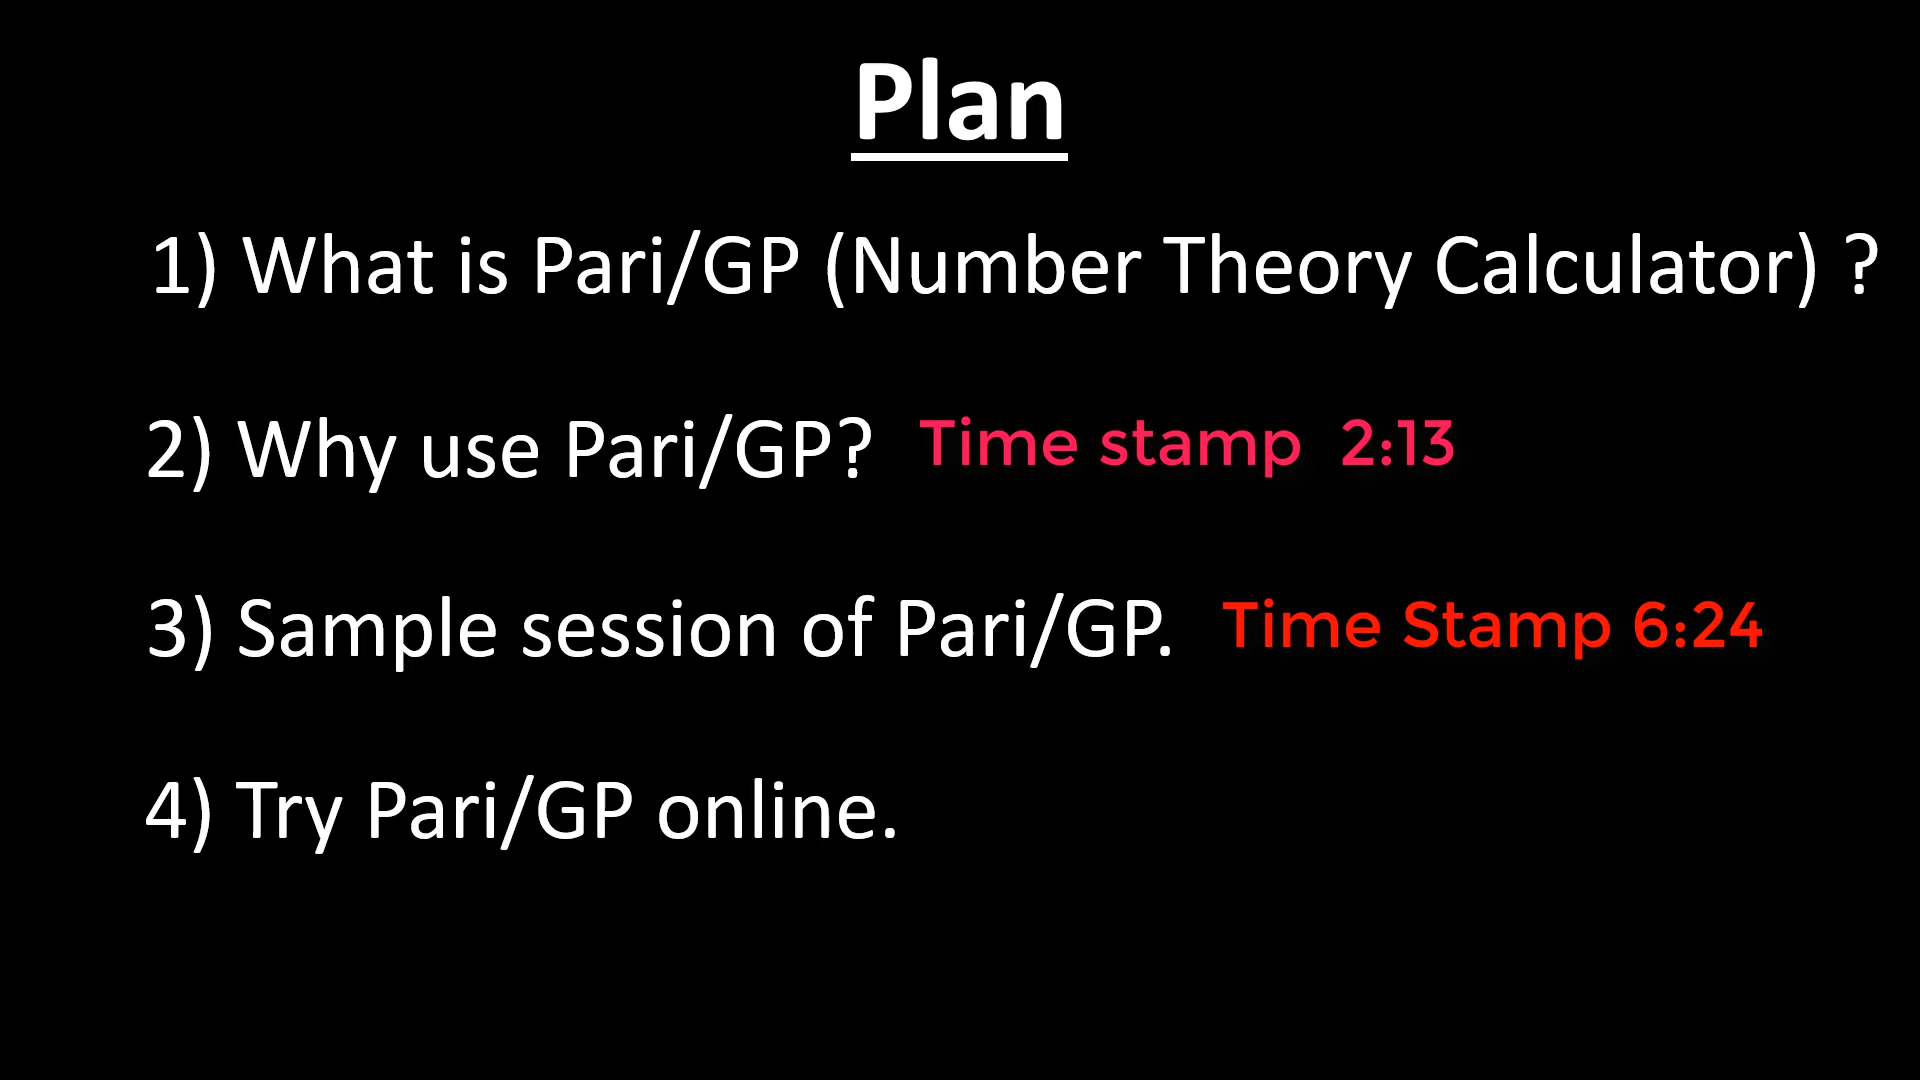 Plan
1) What is Pari/GP (Number Theory Calculator) ?
2) Why use Pari/GP? Time stamp 2:13
3) Sample session of Pari/GP. Time Stamp 6:24
4) Try Pari/GP online.